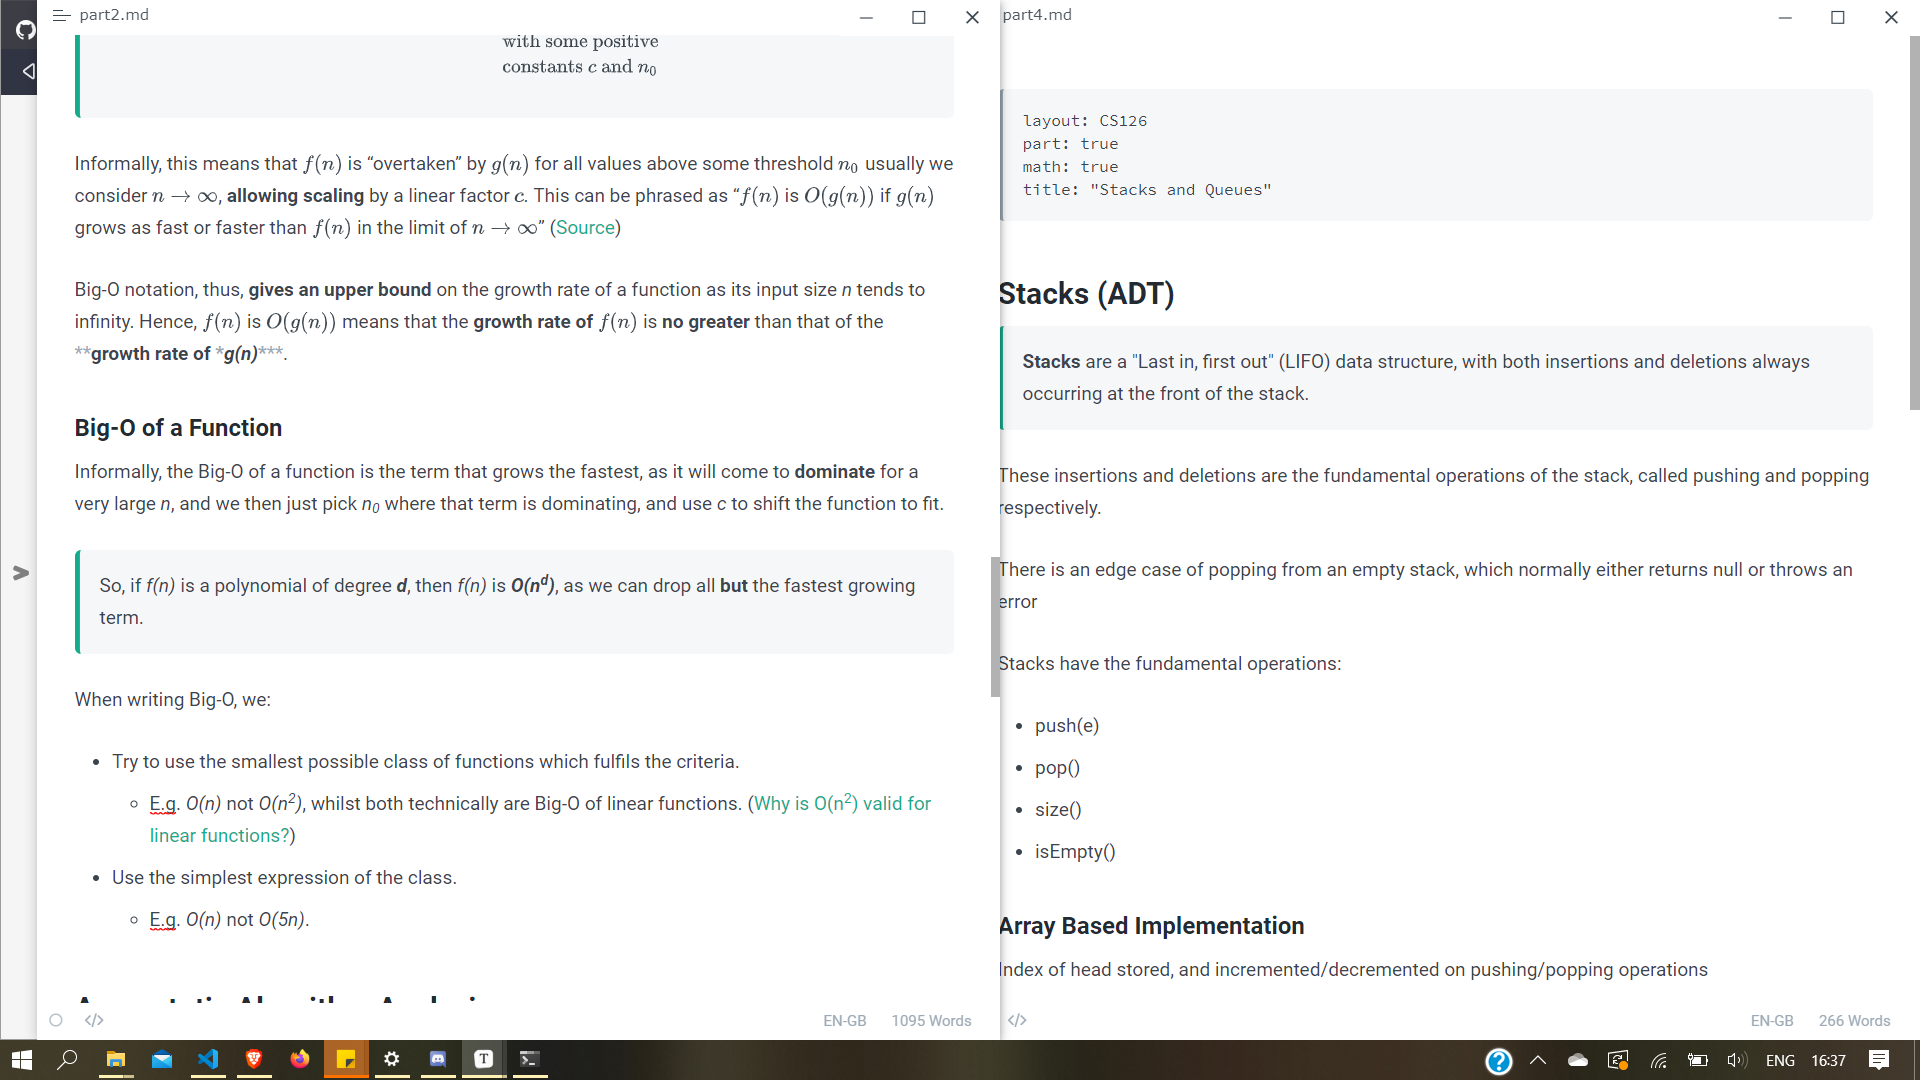 part2.md
with some positive
constants c and n₀
Informally, this means that f(n) is “overtaken” by g(n) for all values above some threshold n₀ usually we
consider n → ∞, allowing scaling by a linear factor c. This can be phrased as “f(n) is O(g(n)) if g(n)
grows as fast or faster than f(n) in the limit of n → ∞” (Source)
Big-O notation, thus, gives an upper bound on the growth rate of a function as its input size n tends to
infinity. Hence, f(n) is O(g(n)) means that the growth rate of f(n) is no greater than that of the
**growth rate of *g(n)***.
Big-O of a Function
Informally, the Big-O of a function is the term that grows the fastest, as it will come to dominate for a
very large n, and we then just pick n₀ where that term is dominating, and use c to shift the function to fit.
So, if f(n) is a polynomial of degree d, then f(n) is O(nᵈ), as we can drop all but the fastest growing
term.
When writing Big-O, we:
• Try to use the smallest possible class of functions which fulfils the criteria.
◦ E.g. O(n) not O(n²), whilst both technically are Big-O of linear functions. (Why is O(n²) valid for
linear functions?)
• Use the simplest expression of the class.
◦ E.g. O(n) not O(5n).
EN-GB 1095 Words
part4.md
layout: CS126
part: true
math: true
title: "Stacks and Queues"
Stacks (ADT)
Stacks are a "Last in, first out" (LIFO) data structure, with both insertions and deletions always
occurring at the front of the stack.
These insertions and deletions are the fundamental operations of the stack, called pushing and popping
respectively.
There is an edge case of popping from an empty stack, which normally either returns null or throws an
error
Stacks have the fundamental operations:
• push(e)
• pop()
• size()
• isEmpty()
Array Based Implementation
Index of head stored, and incremented/decremented on pushing/popping operations
EN-GB 266 Words
ENG 16:37